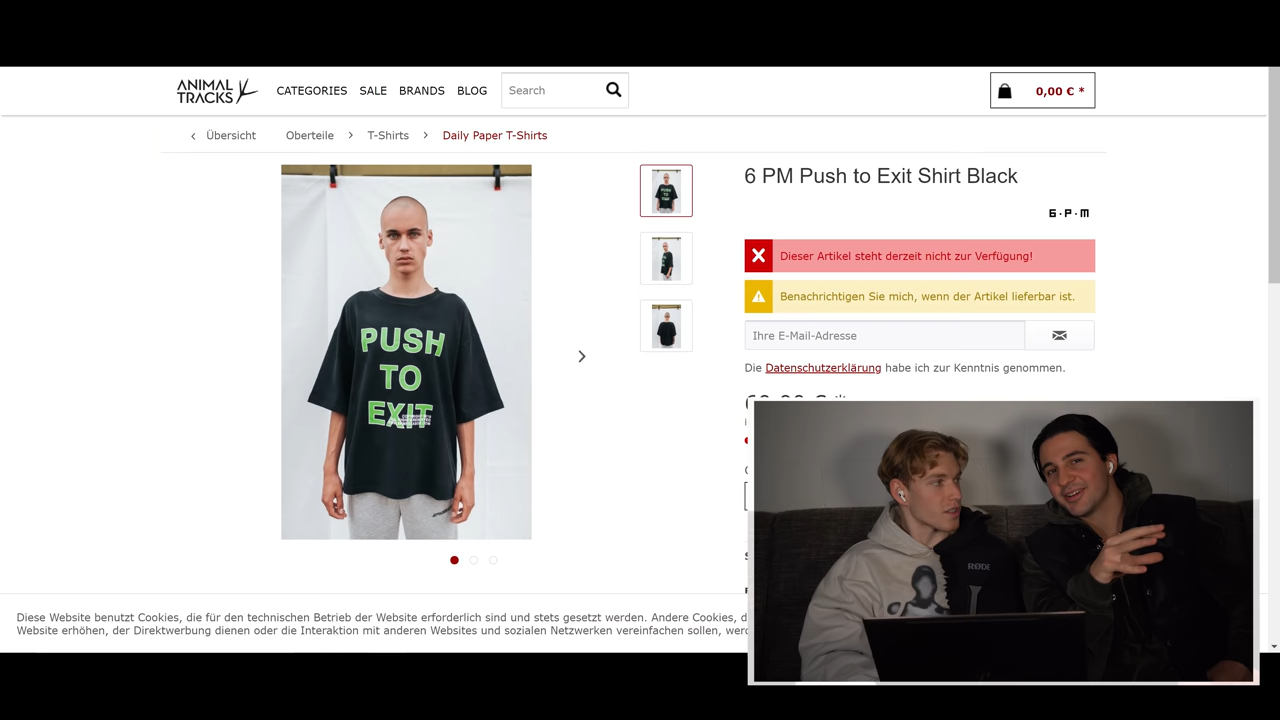 ANIMAL
TRACKS
CATEGORIES SALE BRANDS BLOG
Search
0,00 € *
Übersicht Oberteile T-Shirts Daily Paper T-Shirts
6 PM Push to Exit Shirt Black
6·PM
Dieser Artikel steht derzeit nicht zur Verfügung!
Benachrichtigen Sie mich, wenn der Artikel lieferbar ist.
Ihre E-Mail-Adresse
Die Datenschutzerklärung habe ich zur Kenntnis genommen.
PUSH
TO
EXIT
PUSH
TO
EXIT
RØDE
Diese Website benutzt Cookies, die für den technischen Betrieb der Website erforderlich sind und stets gesetzt werden. Andere Cookies, d
Website erhöhen, der Direktwerbung dienen oder die Interaktion mit anderen Websites und sozialen Netzwerken vereinfachen sollen, werd